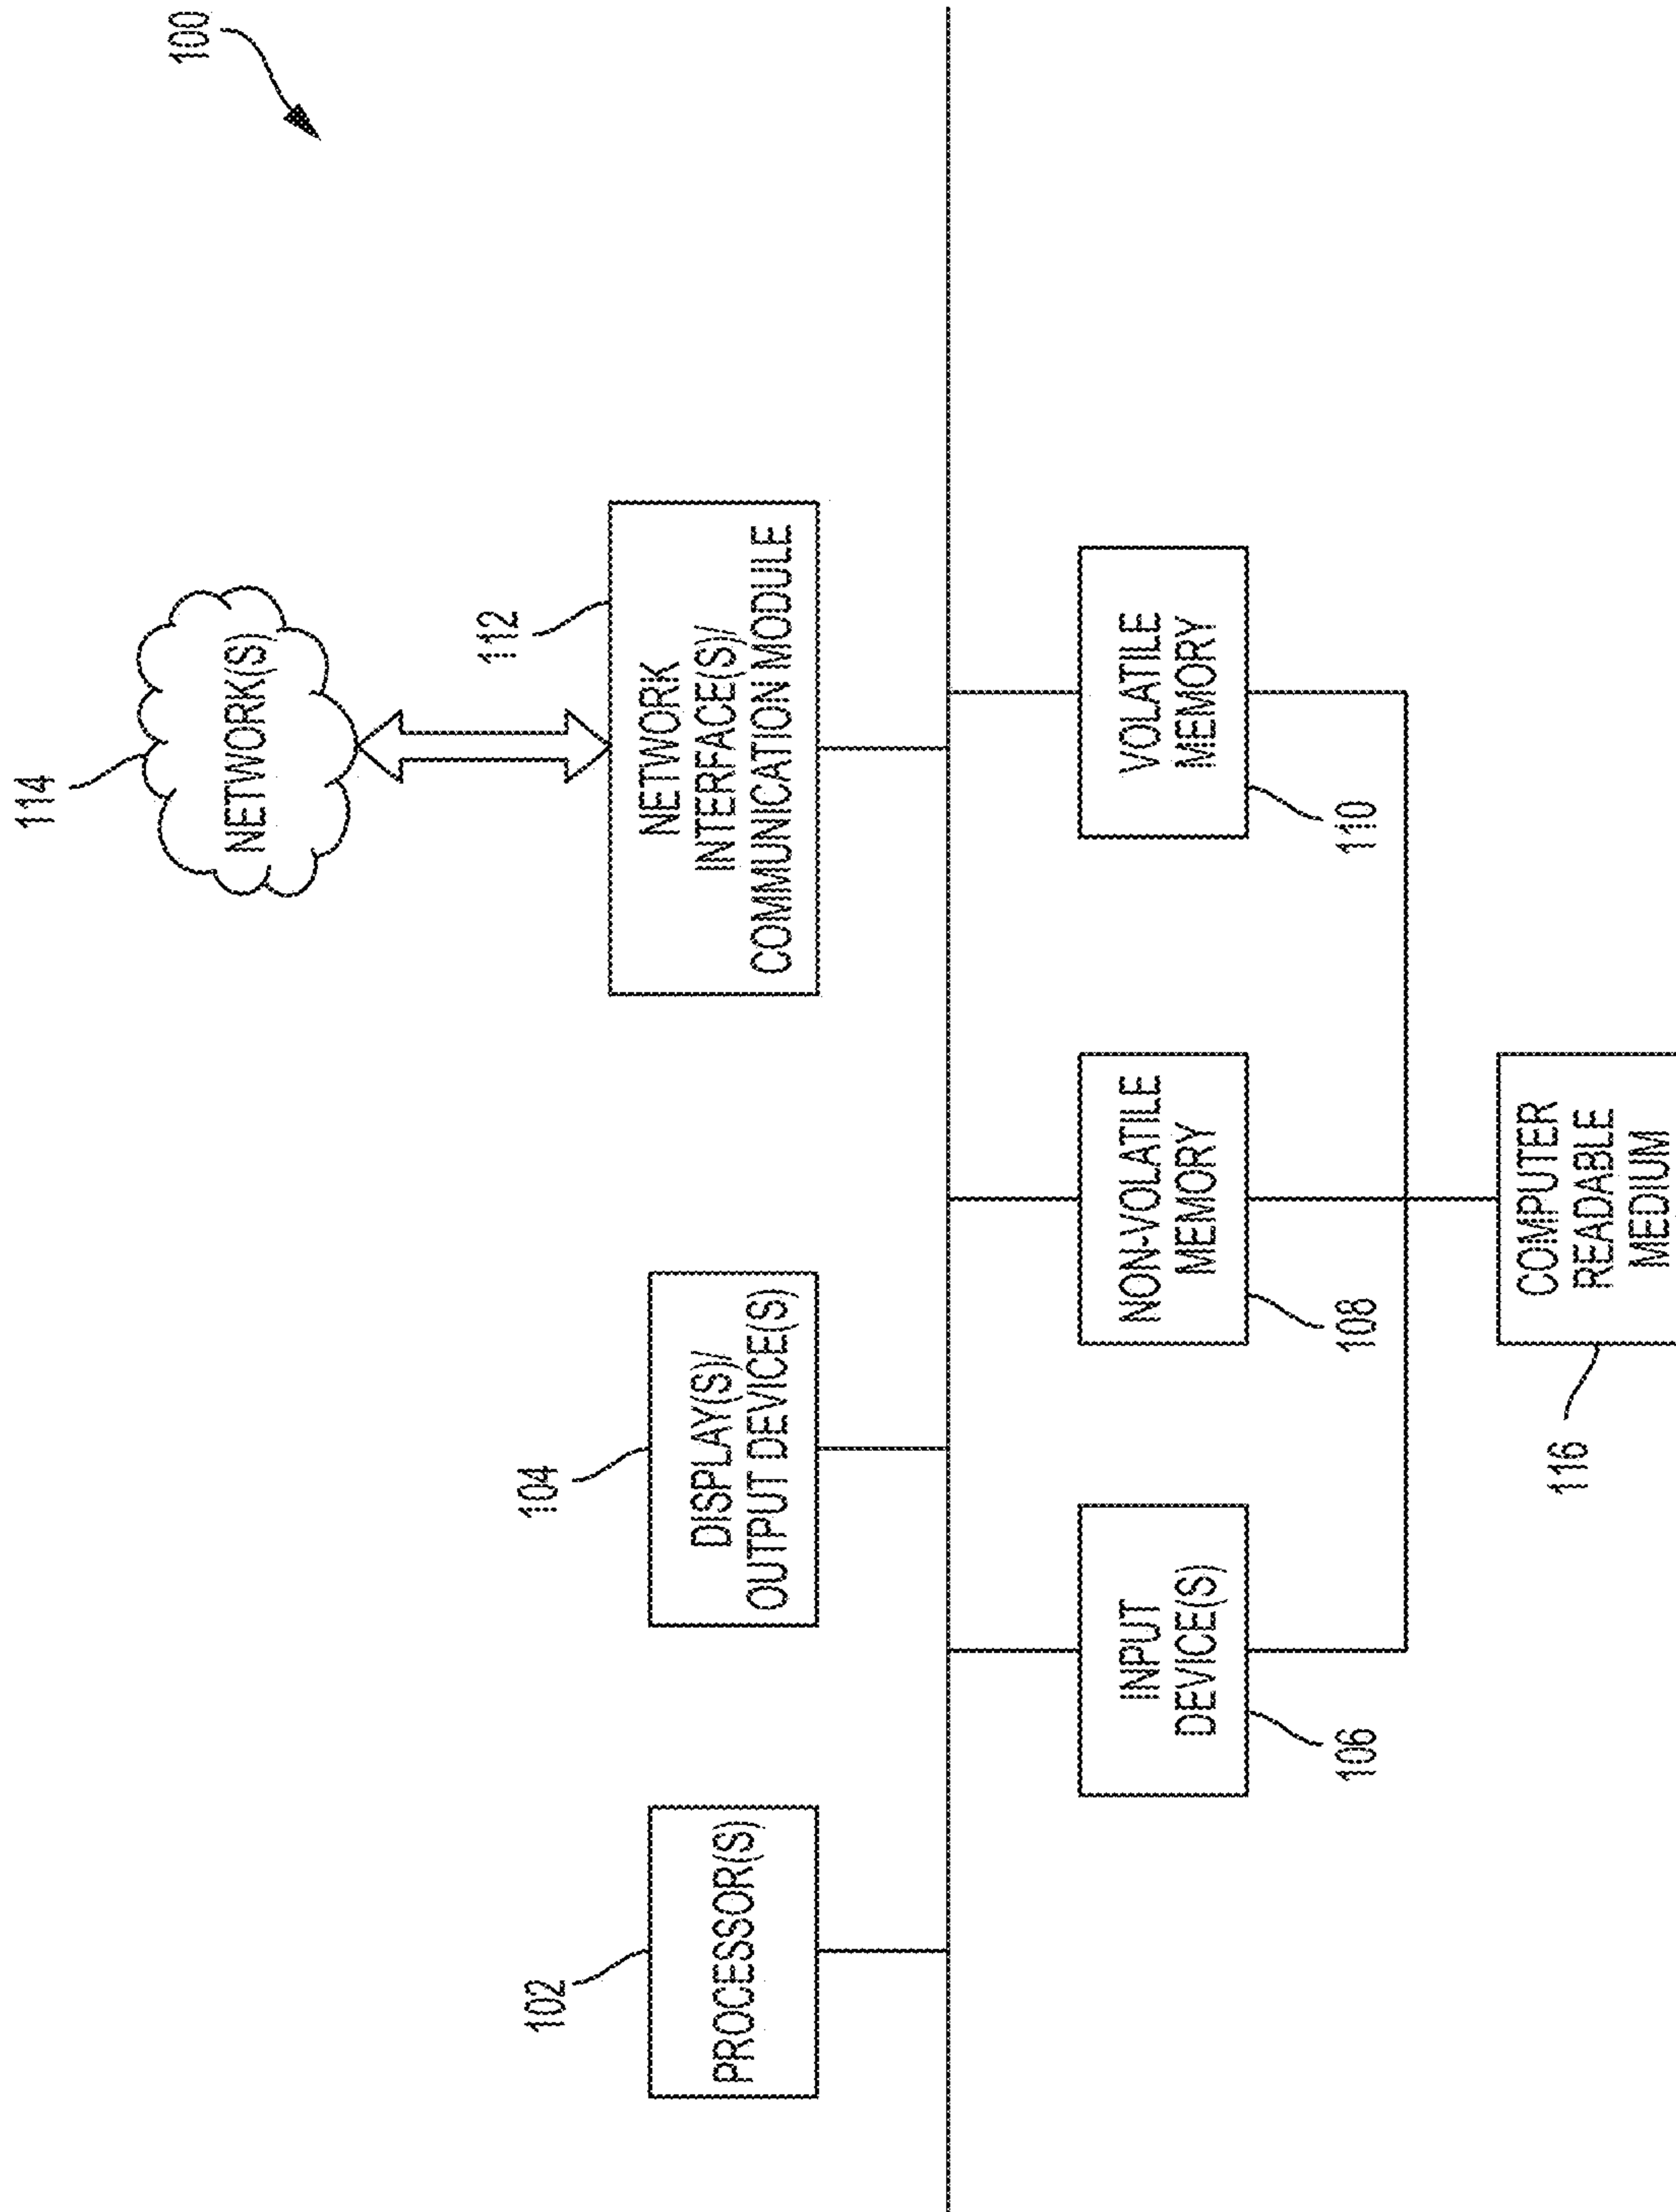 100
114
NETWORK(S)
112
NETWORK
INTERFACE(S)/
COMMUNICATION MODULE
104
DISPLAY(S)/
OUTPUT DEVICE(S)
102
PROCESSOR(S)
INPUT
DEVICE(S)
106
NON-VOLATILE
MEMORY
108
VOLATILE
MEMORY
110
COMPUTER
READABLE
MEDIUM
116